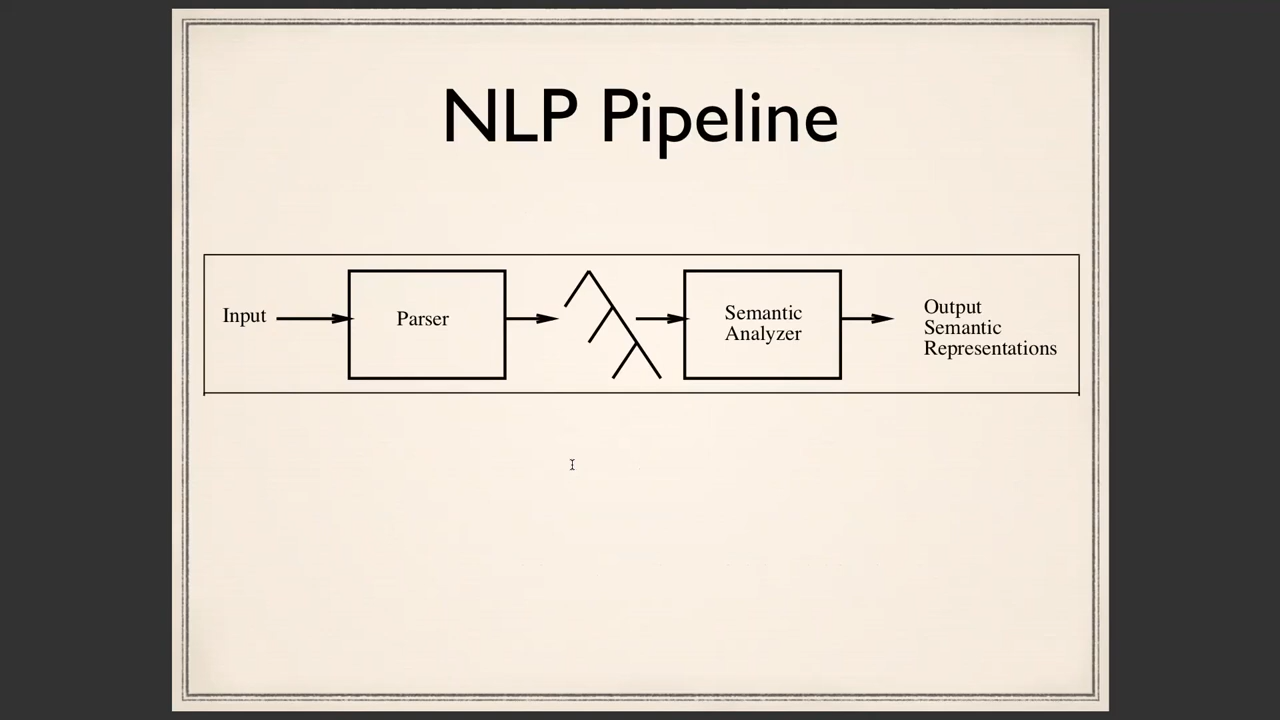 NLP Pipeline
Input
Parser
Semantic
Analyzer
Output
Semantic
Representations